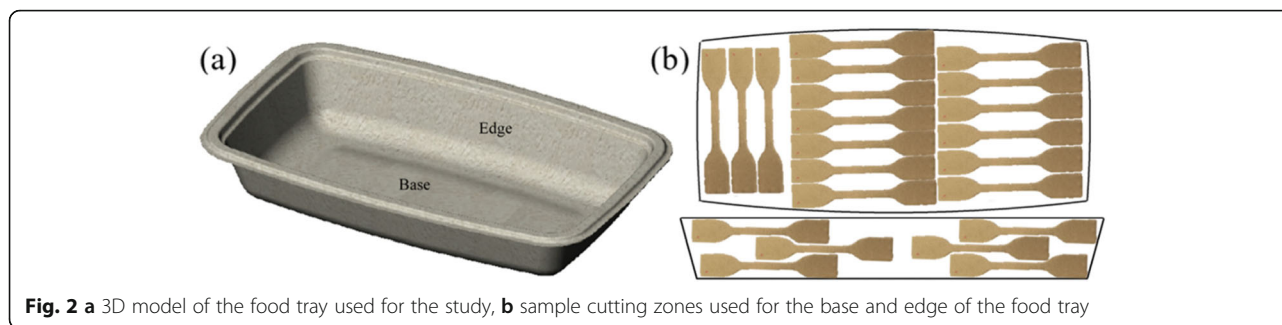 (a)
(b)
Edge
Base
Fig. 2 a 3D model of the food tray used for the study, b sample cutting zones used for the base and edge of the food tray